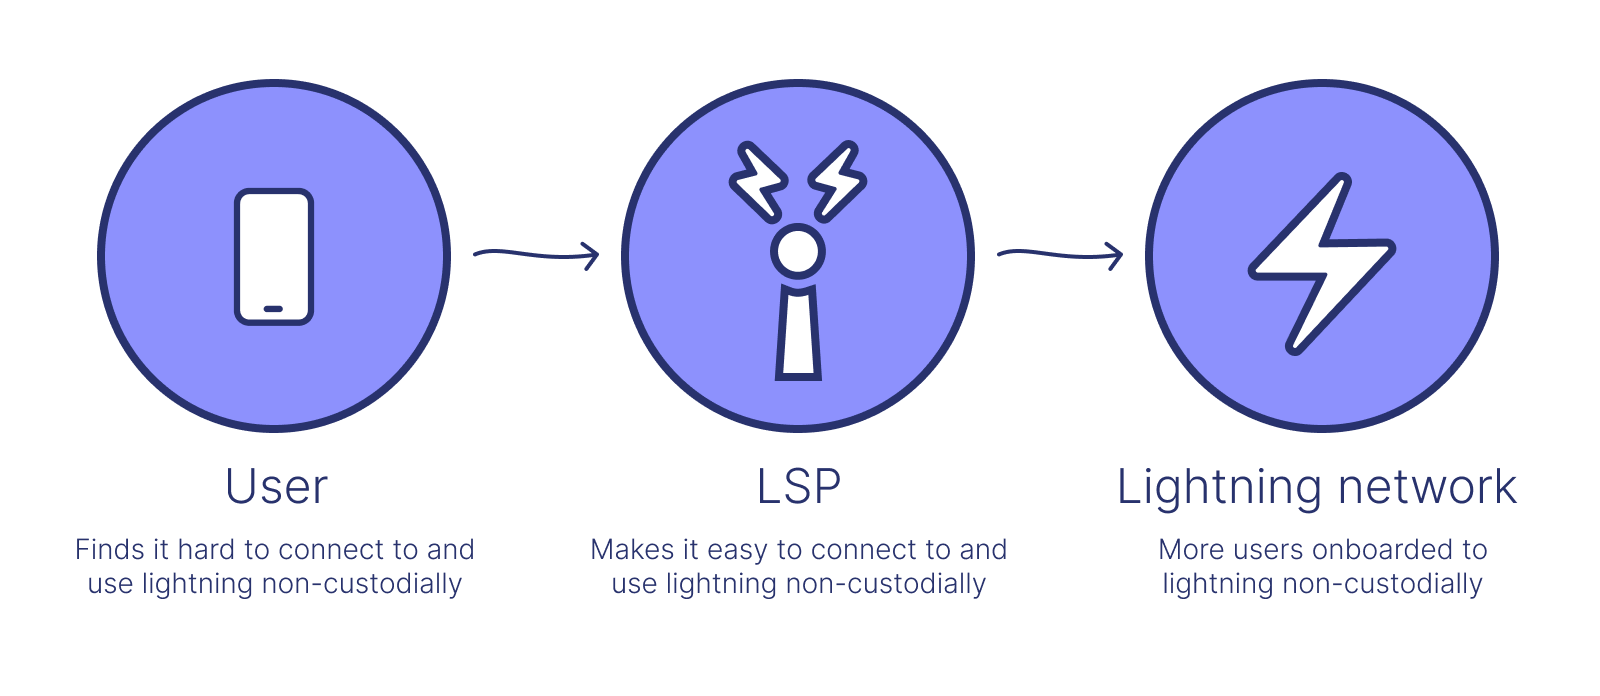 User
Finds it hard to connect to and
use lightning non-custodially
LSP
Makes it easy to connect to and
use lightning non-custodially
Lightning network
More users onboarded to
lightning non-custodially